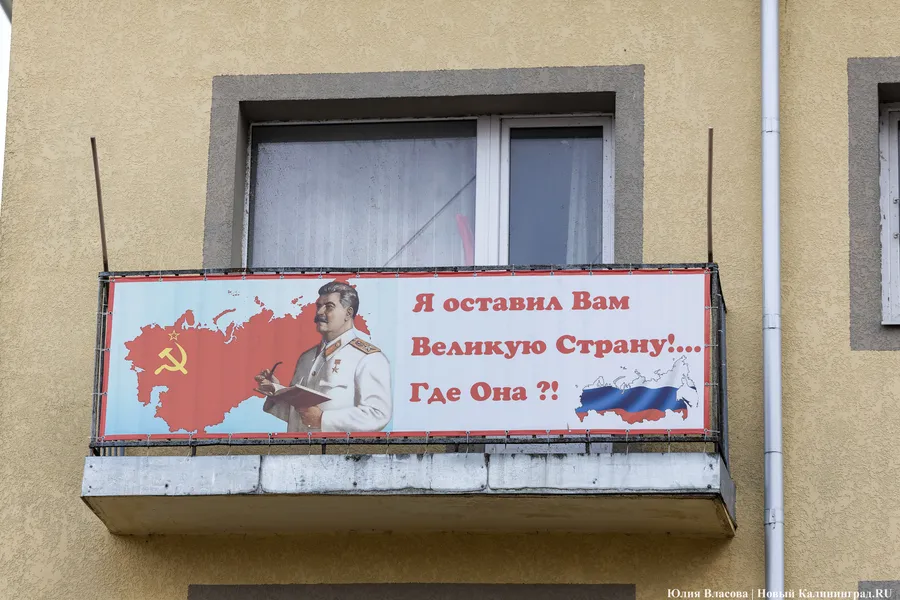 Я оставил Вам
Великую Страну!...
Где Она ?!
Юлия Власова | Новый Калининград.RU